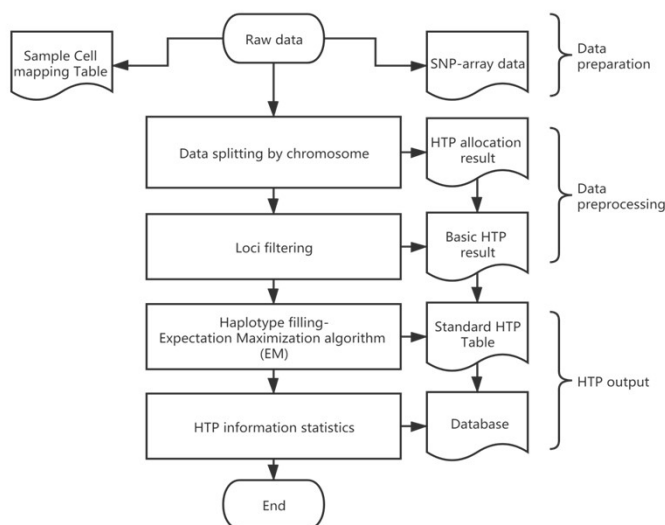 Raw data
Sample Cell
mapping Table
SNP-array data
Data
preparation
Data splitting by chromosome
HTP allocation
result
Data
preprocessing
Loci filtering
Basic HTP
result
Haplotype filling-
Expectation Maximization algorithm
(EM)
Standard HTP
Table
HTP output
HTP information statistics
Database
End